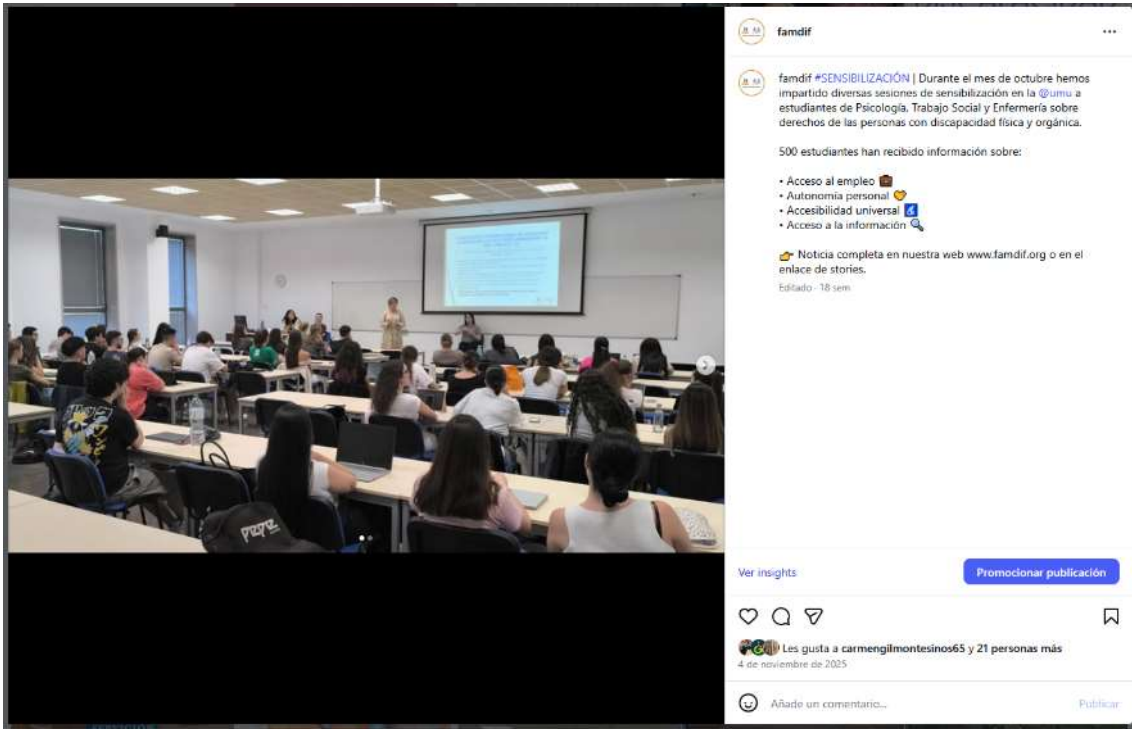 famdif
famdif #SENSIBILIZACIÓN | Durante el mes de octubre hemos
impartido diversas sesiones de sensibilización en la @umu a
estudiantes de Psicología, Trabajo Social y Enfermería sobre
derechos de las personas con discapacidad física y orgánica.
500 estudiantes han recibido información sobre:
• Acceso al empleo 💼
• Autonomía personal 🧡
• Accesibilidad universal ♿
• Acceso a la información 🔍
👉 Noticia completa en nuestra web www.famdif.org o en el
enlace de stories.
Editado · 18 sem
Ver insights
Promocionar publicación
Les gusta a carmengilmontesinos65 y 21 personas más
4 de noviembre de 2025
Añade un comentario...
Publicar
pepe